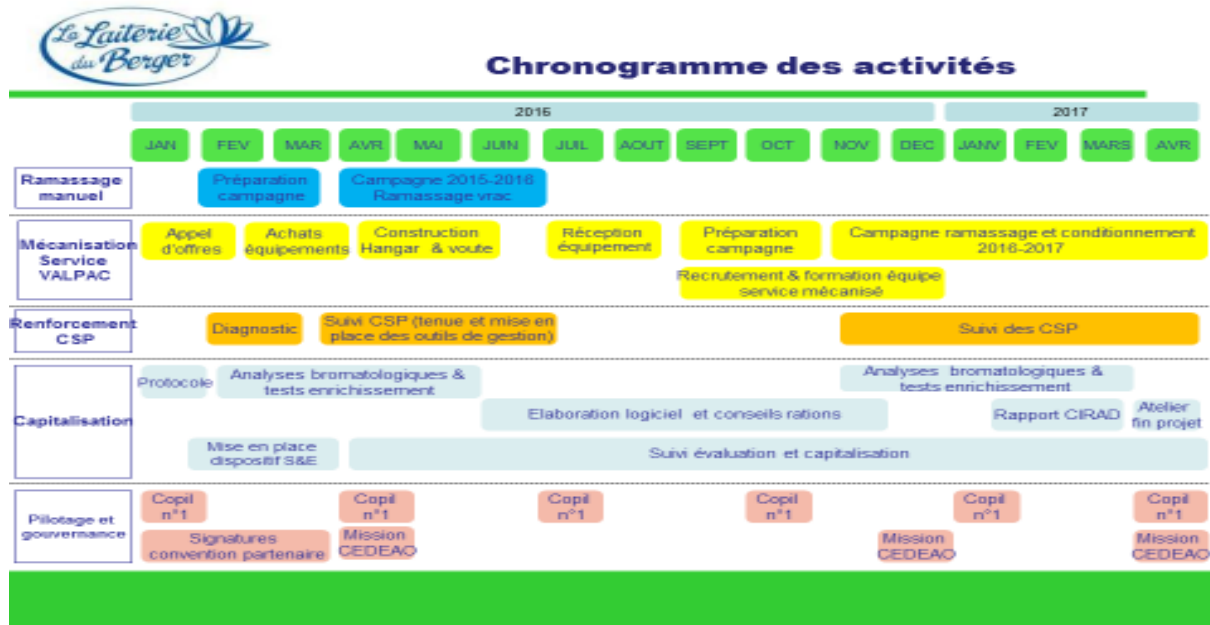 La Laiterie
du Berger
Chronogramme des activités
2016 2017
JAN FEV MAR AVR MAI JUIN JUIL AOUT SEPT OCT NOV DEC JANV FEV MARS AVR
Ramassage
manuel
Préparation
campagne
Campagne 2015-2016
Ramassage vrac
Mécanisation
Service
VALPAC
Appel
d'offres
Achats
équipements
Construction
Hangar & voute
Réception
équipement
Préparation
campagne
Campagne ramassage et conditionnement
2016-2017
Recrutement & formation équipe
service mécanisé
Renforcement
CSP
Diagnostic
Suivi CSP (tenue et mise en
place des outils de gestion)
Suivi des CSP
Capitalisation
Protocole
Analyses bromatologiques &
tests enrichissement
Analyses bromatologiques &
tests enrichissement
Elaboration logiciel et conseils rations
Rapport CIRAD
Atelier
fin projet
Mise en place
dispositif S&E
Suivi évaluation et capitalisation
Pilotage et
gouvernance
Copil
n°1
Copil
n°1
Copil
n°1
Copil
n°1
Copil
n°1
Copil
n°1
Signatures
convention partenaire
Mission
CEDEAO
Mission
CEDEAO
Mission
CEDEAO